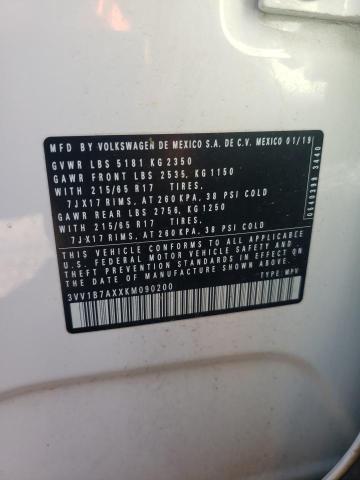 MFD BY VOLKSWAGEN DE MEXICO S.A. DE C.V. MEXICO 01/19
GVWR LBS 5181 KG 2350
GAWR FRONT LBS 2535, KG 1150
WITH 215/65 R17 TIRES,
7JX17 RIMS, AT 260 KPA, 38 PSI COLD
GAWR REAR LBS 2756, KG 1250
WITH 215/65 R17 TIRES,
7JX17 RIMS, AT 260 KPA, 38 PSI COLD
THIS VEHICLE CONFORMS TO ALL APPLICABLE
U.S. FEDERAL MOTOR VEHICLE SAFETY AND
THEFT PREVENTION STANDARDS IN EFFECT ON
THE DATE OF MANUFACTURE SHOWN ABOVE.
3VV1B7AXXKM090200 TYPE: MPV
3440